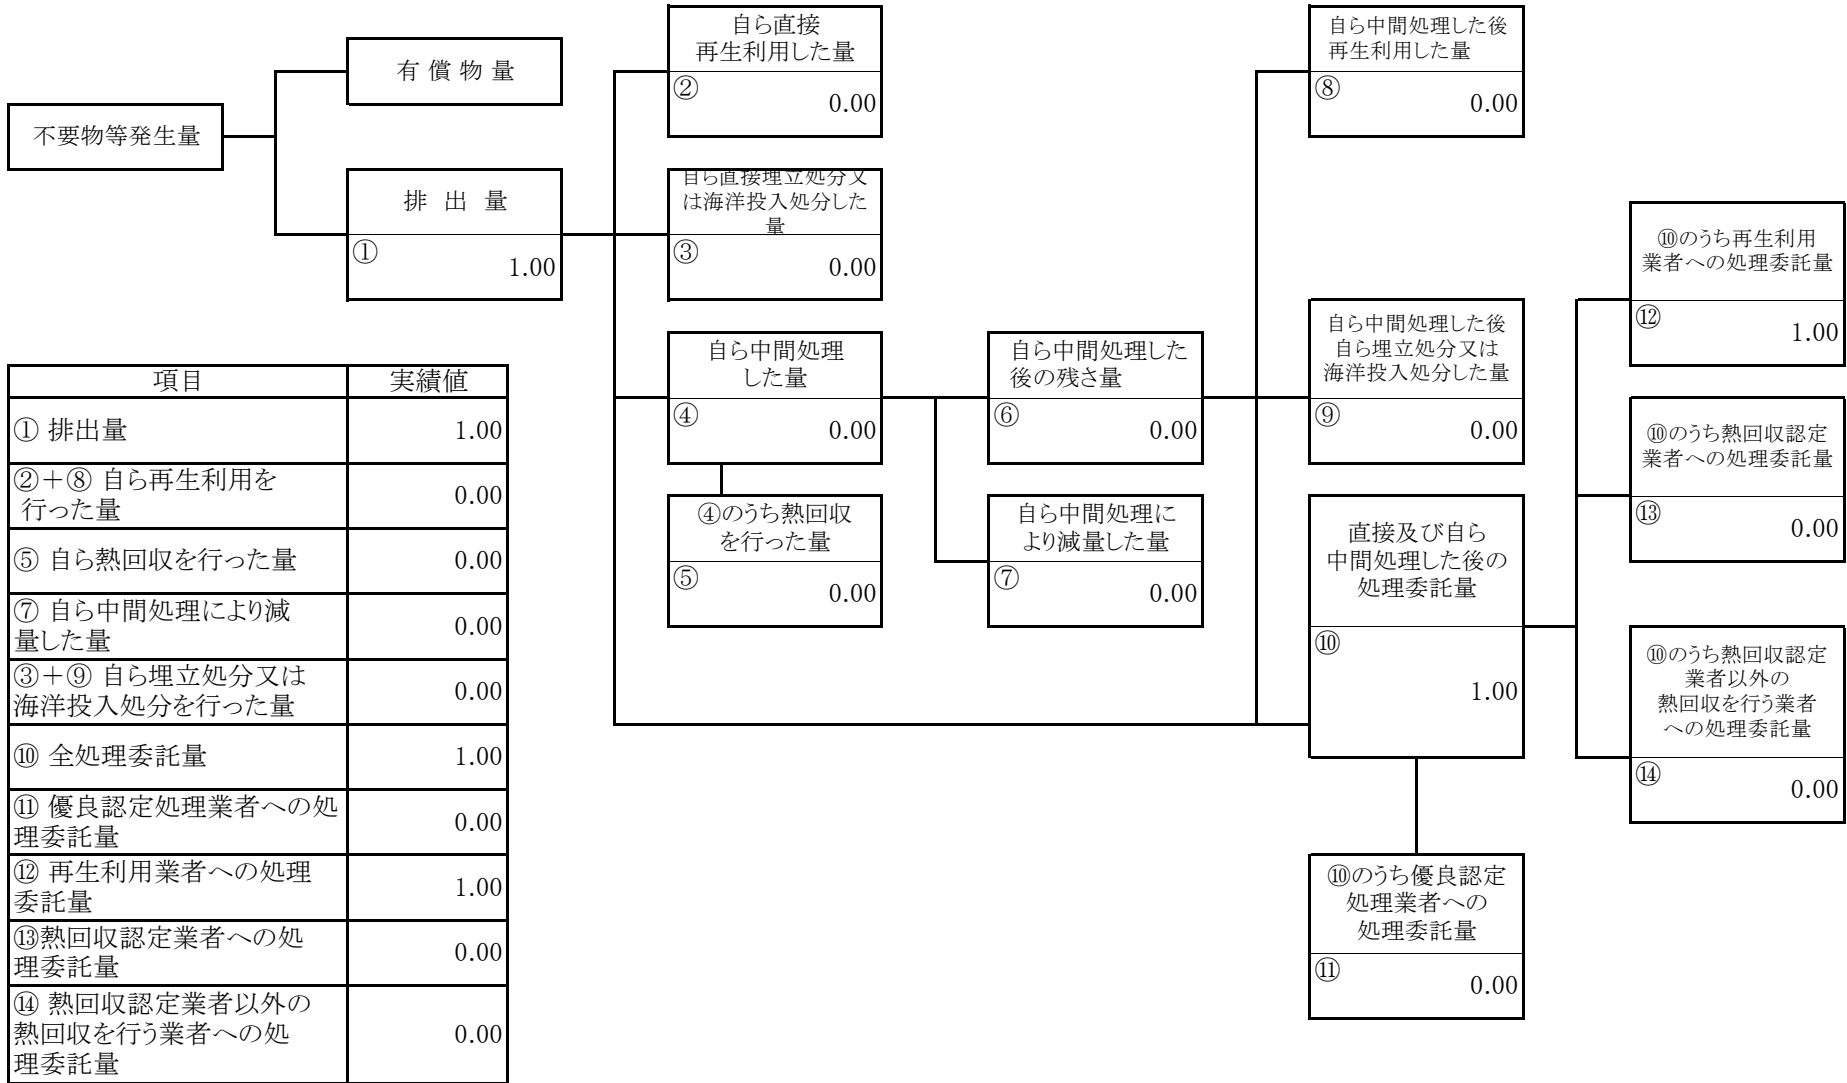 不要物等発生量
有 償 物 量
排 出 量
①
1.00
自ら直接
再生利用した量
②
0.00
自ら直接埋立処分又
は海洋投入処分した
量
③
0.00
自ら中間処理
した量
④
0.00
④のうち熱回収
を行った量
⑤
0.00
自ら中間処理した
後の残さ量
⑥
0.00
自ら中間処理に
より減量した量
⑦
0.00
自ら中間処理した後
再生利用した量
⑧
0.00
自ら中間処理した後
自ら埋立処分又は
海洋投入処分した量
⑨
0.00
直接及び自ら
中間処理した後の
処理委託量
⑩
1.00
⑩のうち優良認定
処理業者への
処理委託量
⑪
0.00
⑩のうち再生利用
業者への処理委託量
⑫
1.00
⑩のうち熱回収認定
業者への処理委託量
⑬
0.00
⑩のうち熱回収認定
業者以外の
熱回収を行う業者
への処理委託量
⑭
0.00
項目 実績値
① 排出量 1.00
②＋⑧ 自ら再生利用を
行った量 0.00
⑤ 自ら熱回収を行った量 0.00
⑦ 自ら中間処理により減
量した量 0.00
③＋⑨ 自ら埋立処分又は
海洋投入処分を行った量 0.00
⑩ 全処理委託量 1.00
⑪ 優良認定処理業者への処
理委託量 0.00
⑫ 再生利用業者への処理
委託量 1.00
⑬熱回収認定業者への処
理委託量 0.00
⑭ 熱回収認定業者以外の
熱回収を行う業者への処
理委託量 0.00